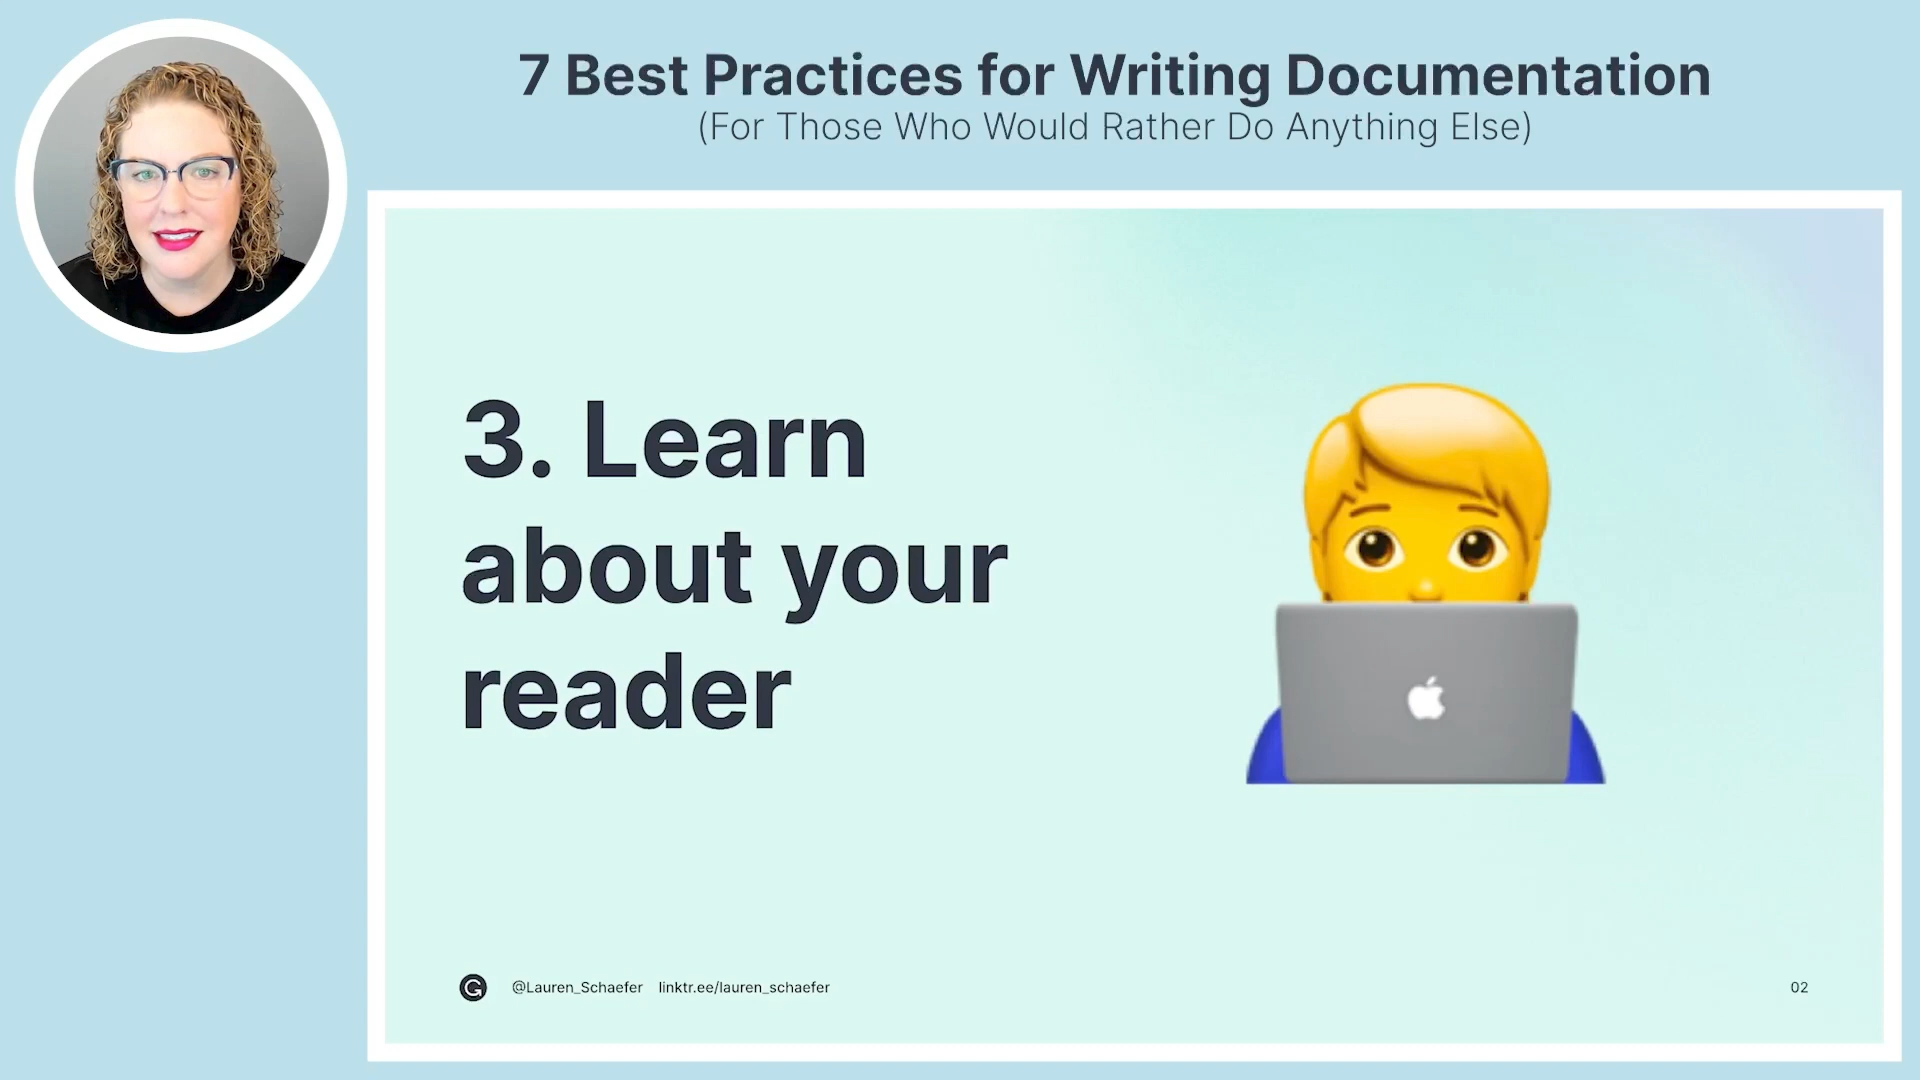 7 Best Practices for Writing Documentation
(For Those Who Would Rather Do Anything Else)
3. Learn
about your
reader
@Lauren_Schaefer linktr.ee/lauren_schaefer
02